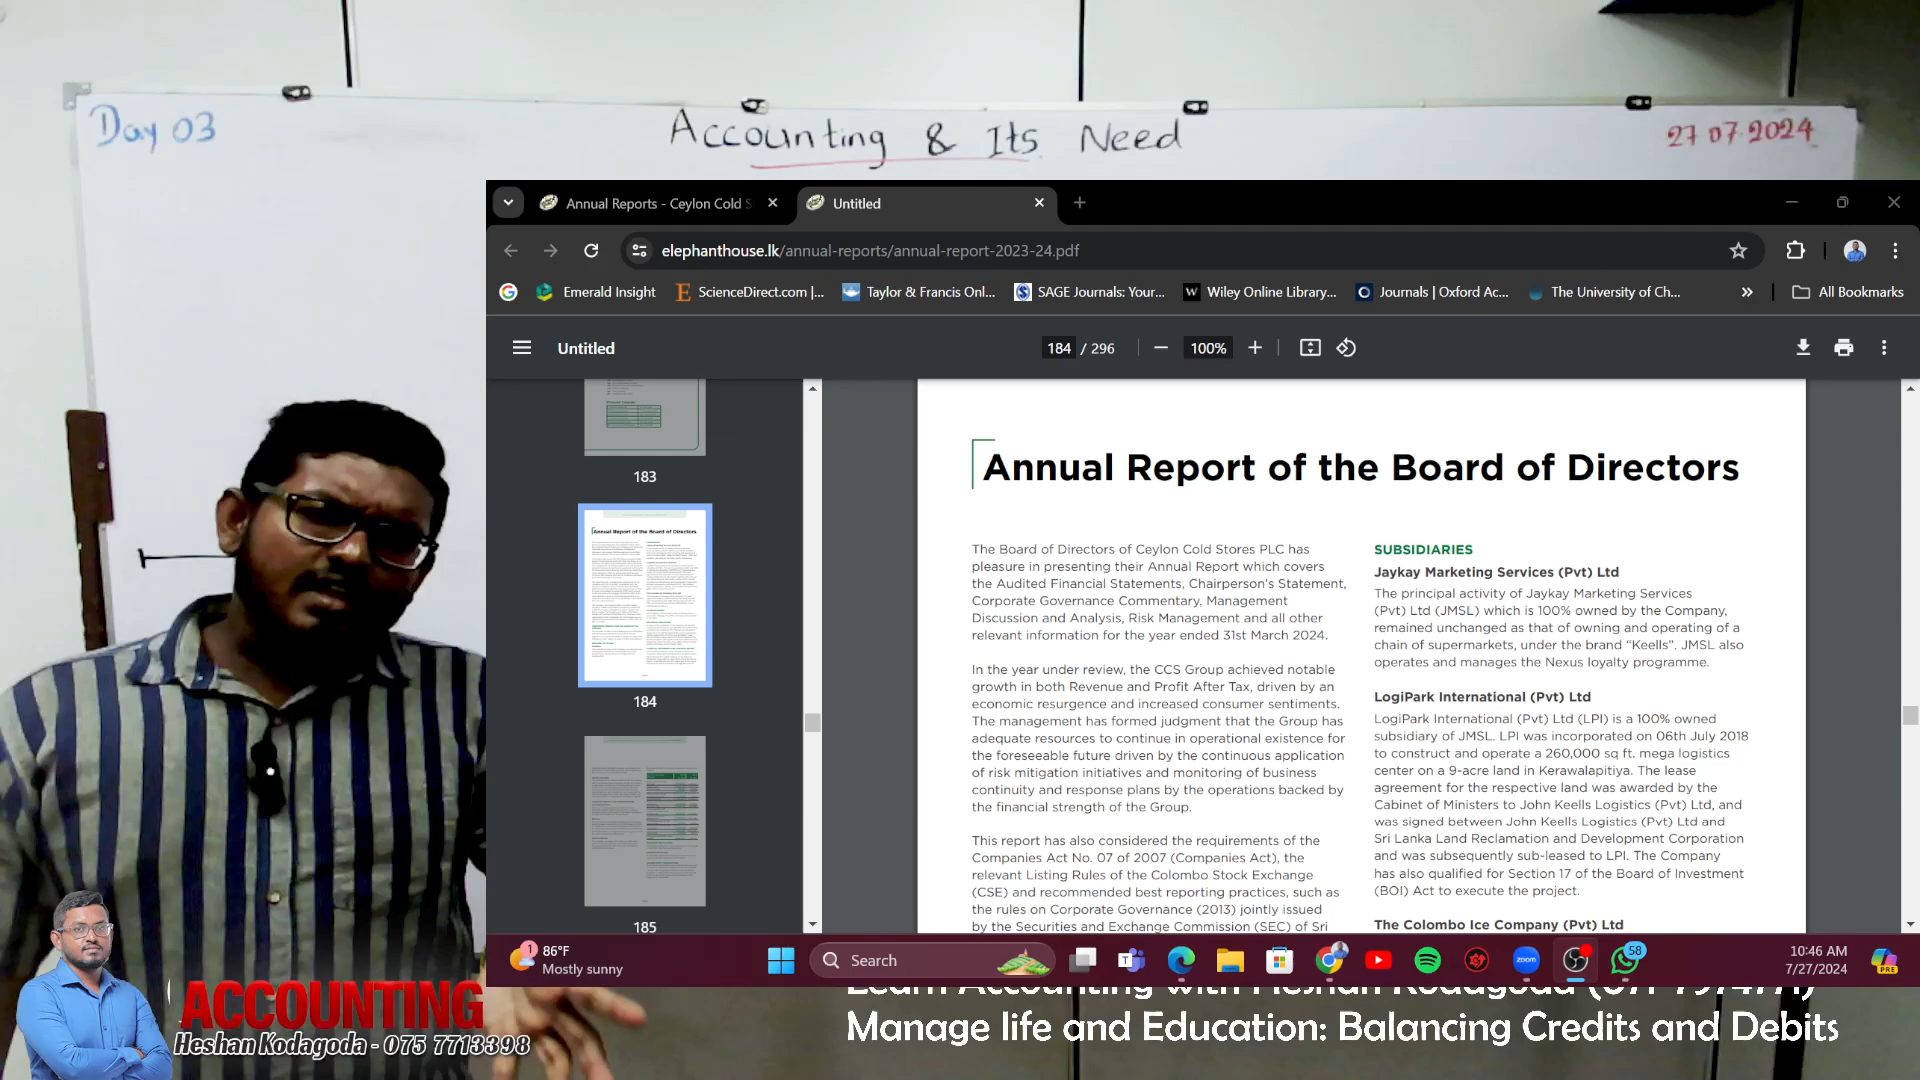 Day 03
Accounting & Its Need
27 07 2024
Annual Reports - Ceylon Cold S
Untitled
elephanthouse.lk/annual-reports/annual-report-2023-24.pdf
Emerald Insight
ScienceDirect.com |...
Taylor & Francis Onl...
SAGE Journals: Your...
Wiley Online Library...
Journals | Oxford Ac...
The University of Ch...
All Bookmarks
Untitled
184 / 296
100%
183
184
185
Annual Report of the Board of Directors
Annual Report of the Board of Directors
The Board of Directors of Ceylon Cold Stores PLC has
pleasure in presenting their Annual Report which covers
the Audited Financial Statements, Chairperson's Statement,
Corporate Governance Commentary, Management
Discussion and Analysis, Risk Management and all other
relevant information for the year ended 31st March 2024.
In the year under review, the CCS Group achieved notable
growth in both Revenue and Profit After Tax, driven by an
economic resurgence and increased consumer sentiments.
The management has formed judgment that the Group has
adequate resources to continue in operational existence for
the foreseeable future driven by the continuous application
of risk mitigation initiatives and monitoring of business
continuity and response plans by the operations backed by
the financial strength of the Group.
This report has also considered the requirements of the
Companies Act No. 07 of 2007 (Companies Act), the
relevant Listing Rules of the Colombo Stock Exchange
(CSE) and recommended best reporting practices, such as
the rules on Corporate Governance (2013) jointly issued
by the Securities and Exchange Commission (SEC) of Sri
SUBSIDIARIES
Jaykay Marketing Services (Pvt) Ltd
The principal activity of Jaykay Marketing Services
(Pvt) Ltd (JMSL) which is 100% owned by the Company,
remained unchanged as that of owning and operating of a
chain of supermarkets, under the brand “Keells”. JMSL also
operates and manages the Nexus loyalty programme.
LogiPark International (Pvt) Ltd
LogiPark International (Pvt) Ltd (LPI) is a 100% owned
subsidiary of JMSL. LPI was incorporated on 06th July 2018
to construct and operate a 260,000 sq ft. mega logistics
center on a 9-acre land in Kerawalapitiya. The lease
agreement for the respective land was awarded by the
Cabinet of Ministers to John Keells Logistics (Pvt) Ltd, and
was signed between John Keells Logistics (Pvt) Ltd and
Sri Lanka Land Reclamation and Development Corporation
and was subsequently sub-leased to LPI. The Company
has also qualified for Section 17 of the Board of Investment
(BOI) Act to execute the project.
The Colombo Ice Company (Pvt) Ltd
1
86°F
Mostly sunny
Search
zoom
58
10:46 AM
7/27/2024
PRE
ACCOUNTING
Heshan Kodagoda - 075 7713398
Learn Accounting with Heshan Kodagoda
Manage life and Education: Balancing Credits and Debits